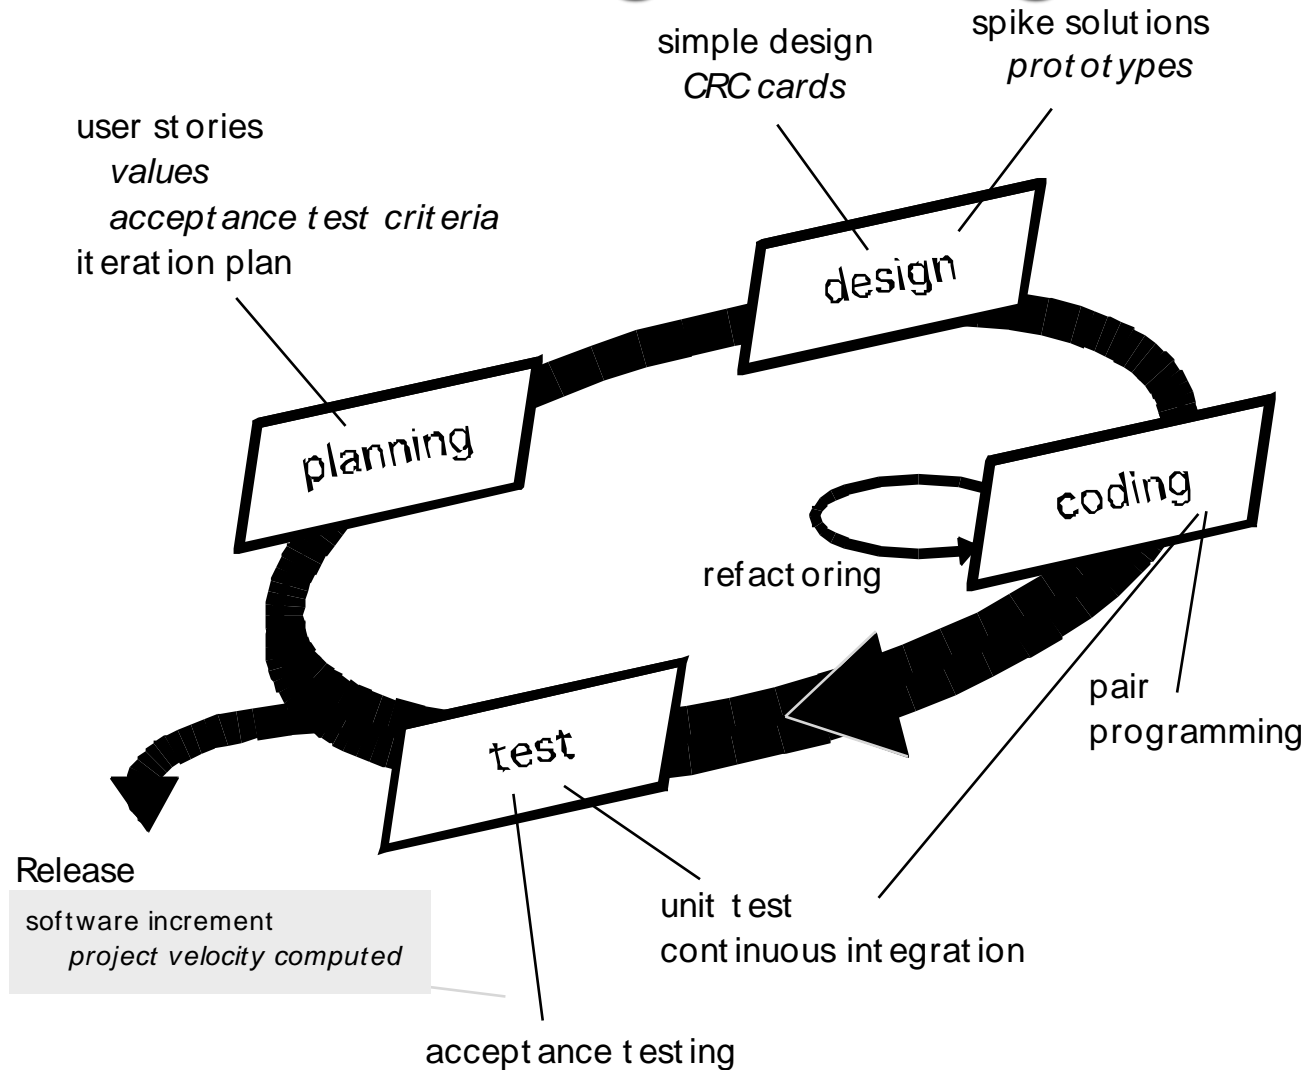 spike solutions
prototypes
simple design
CRC cards
user stories
values
acceptance test criteria
iteration plan
design
planning
coding
refactoring
test
pair
programming
Release
software increment
project velocity computed
unit test
continuous integration
acceptance testing